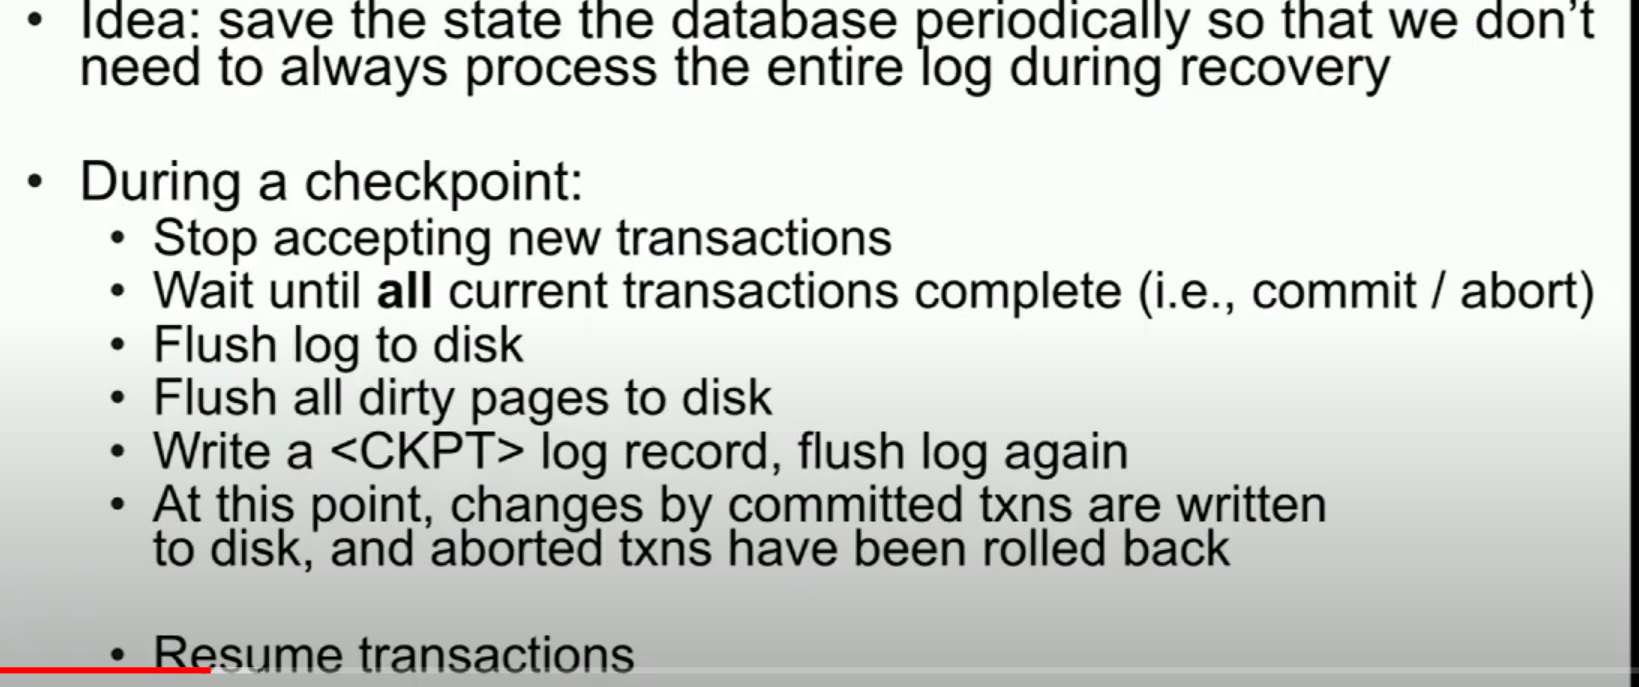 • Idea: save the state the database periodically so that we don't
need to always process the entire log during recovery
• During a checkpoint:
• Stop accepting new transactions
• Wait until all current transactions complete (i.e., commit / abort)
• Flush log to disk
• Flush all dirty pages to disk
• Write a <CKPT> log record, flush log again
• At this point, changes by committed txns are written
to disk, and aborted txns have been rolled back
• Resume transactions